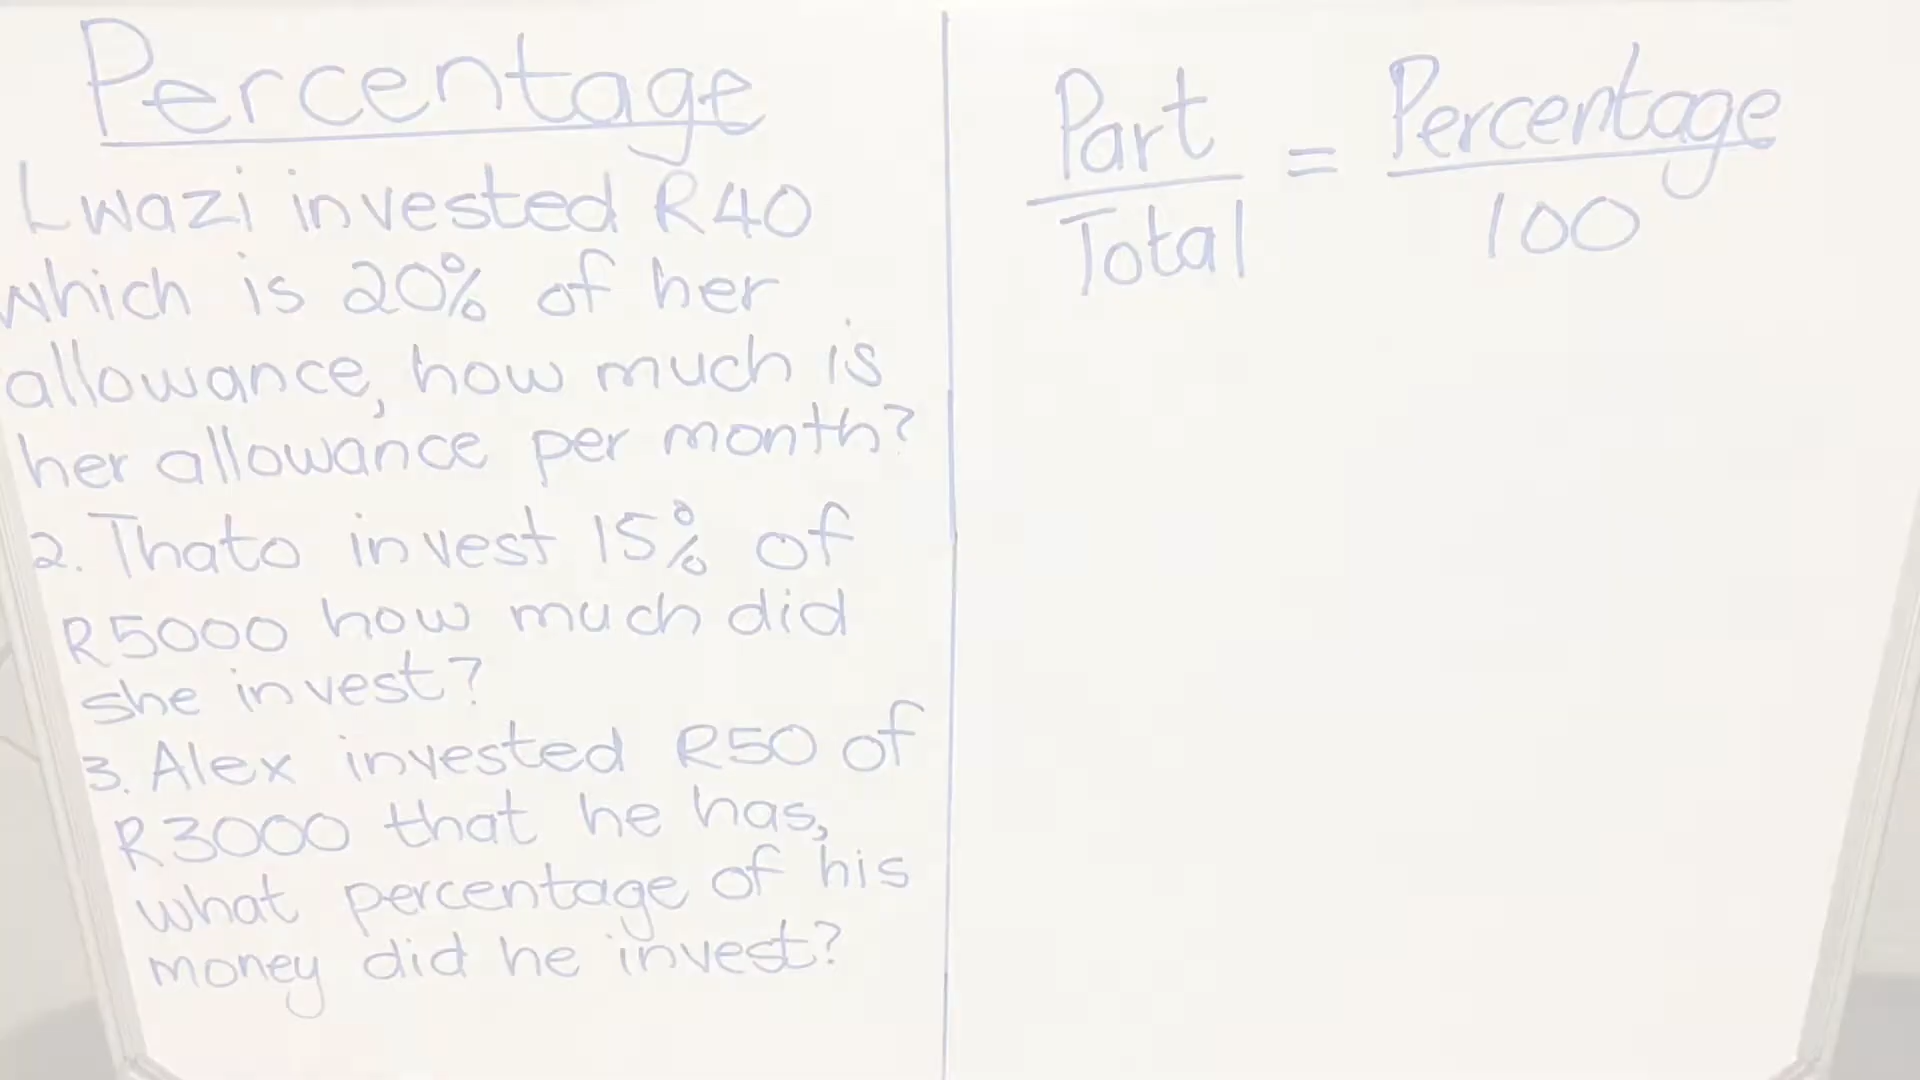 Percentage
Lwazi invested R40
which is 20% of her
allowance, how much is
her allowance per month?
2. Thato invest 15% of
R5000 how much did
she invest?
3. Alex invested R50 of
R3000 that he has,
what percentage of his
money did he invest?
Part = Percentage
Total 100